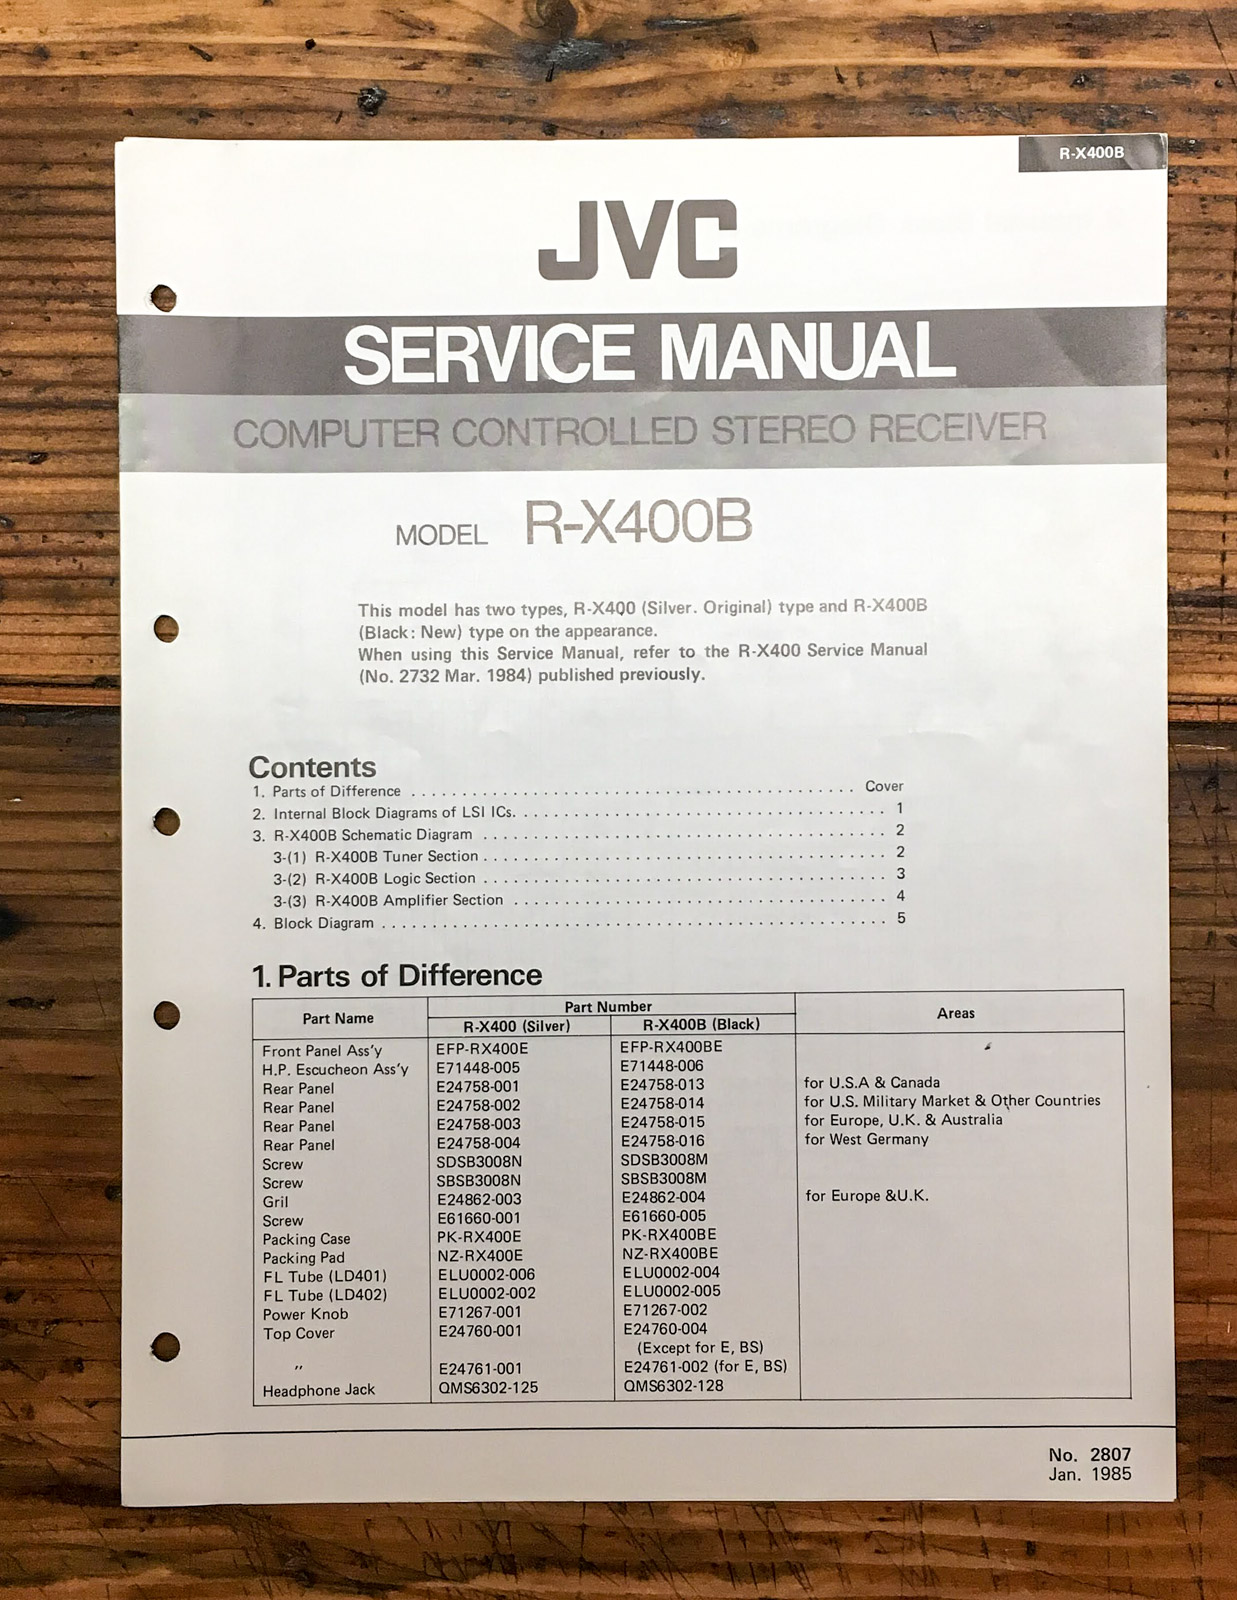 R-X400B
JVC
SERVICE MANUAL
COMPUTER CONTROLLED STEREO RECEIVER
MODEL R-X400B
This model has two types, R-X400 (Silver. Original) type and R-X400B
(Black: New) type on the appearance.
When using this Service Manual, refer to the R-X400 Service Manual
(No. 2732 Mar. 1984) published previously.
Contents
1. Parts of Difference . . . . . . . . . . . . . . . . . . . . Cover
2. Internal Block Diagrams of LSI ICs. . . . . . . . . . . . . . . . . . . . 1
3. R-X400B Schematic Diagram . . . . . . . . . . . . . . . . . . . . 2
3-(1) R-X400B Tuner Section . . . . . . . . . . . . . . . . . . . . 2
3-(2) R-X400B Logic Section . . . . . . . . . . . . . . . . . . . . 3
3-(3) R-X400B Amplifier Section . . . . . . . . . . . . . . . . . . . . 4
4. Block Diagram . . . . . . . . . . . . . . . . . . . . 5
1. Parts of Difference
Part Name Part Number Areas
R-X400 (Silver) R-X400B (Black)
Front Panel Ass'y EFP-RX400E EFP-RX400BE
H.P. Escucheon Ass'y E71448-005 E71448-006
Rear Panel E24758-001 E24758-013 for U.S.A & Canada
Rear Panel E24758-002 E24758-014 for U.S. Military Market & Other Countries
Rear Panel E24758-003 E24758-015 for Europe, U.K. & Australia
Rear Panel E24758-004 E24758-016 for West Germany
Screw SDSB3008N SDSB3008M
Screw SBSB3008N SBSB3008M
Gril E24862-003 E24862-004 for Europe &U.K.
Screw E61660-001 E61660-005
Packing Case PK-RX400E PK-RX400BE
Packing Pad NZ-RX400E NZ-RX400BE
FL Tube (LD401) ELU0002-006 ELU0002-004
FL Tube (LD402) ELU0002-002 ELU0002-005
Power Knob E71267-001 E71267-002
Top Cover E24760-001 E24760-004
(Except for E, BS)
" E24761-001 E24761-002 (for E, BS)
Headphone Jack QMS6302-125 QMS6302-128
No. 2807
Jan. 1985